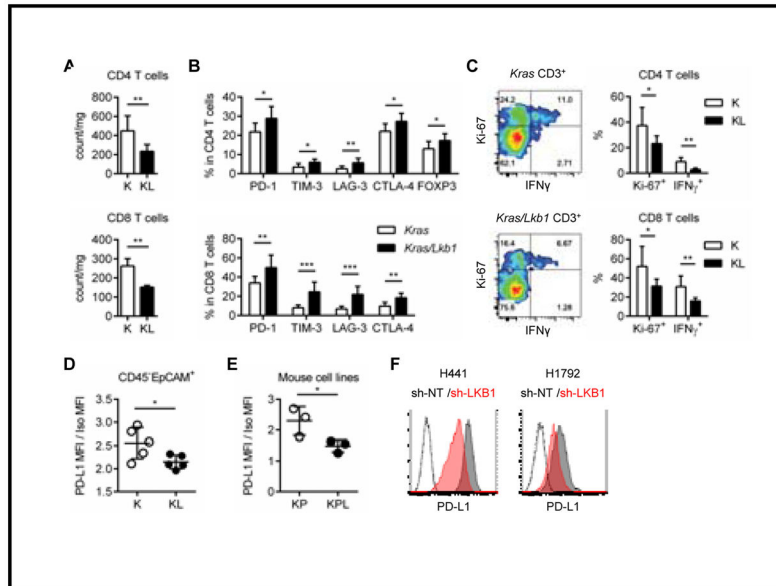 A
CD4 T cells
**
count/mg
800
600
400
200
0
K KL
CD8 T cells
**
count/mg
400
300
200
100
0
K KL
B
% in CD4 T cells
40
30
20
10
0
* * ** * *
PD-1 TIM-3 LAG-3 CTLA-4 FOXP3
% in CD8 T cells
80
60
40
20
0
** *** *** **
Kras
Kras/Lkb1
PD-1 TIM-3 LAG-3 CTLA-4
C
Kras CD3⁺
24.2 11.0
62.1 2.71
Ki-67
IFNγ
CD4 T cells
%
80
60
40
20
0
* **
K
KL
Ki-67⁺ IFNγ⁺
Kras/Lkb1 CD3⁺
16.4 6.67
75.6 1.28
Ki-67
IFNγ
CD8 T cells
%
80
60
40
20
0
* **
K
KL
Ki-67⁺ IFNγ⁺
D
CD45⁻EpCAM⁺
*
PD-L1 MFI / Iso MFI
3.5
3.0
2.5
2.0
1.5
K KL
E
Mouse cell lines
*
PD-L1 MFI / Iso MFI
3
2
1
0
KP KPL
F
H441
sh-NT /sh-LKB1
PD-L1
H1792
sh-NT /sh-LKB1
PD-L1